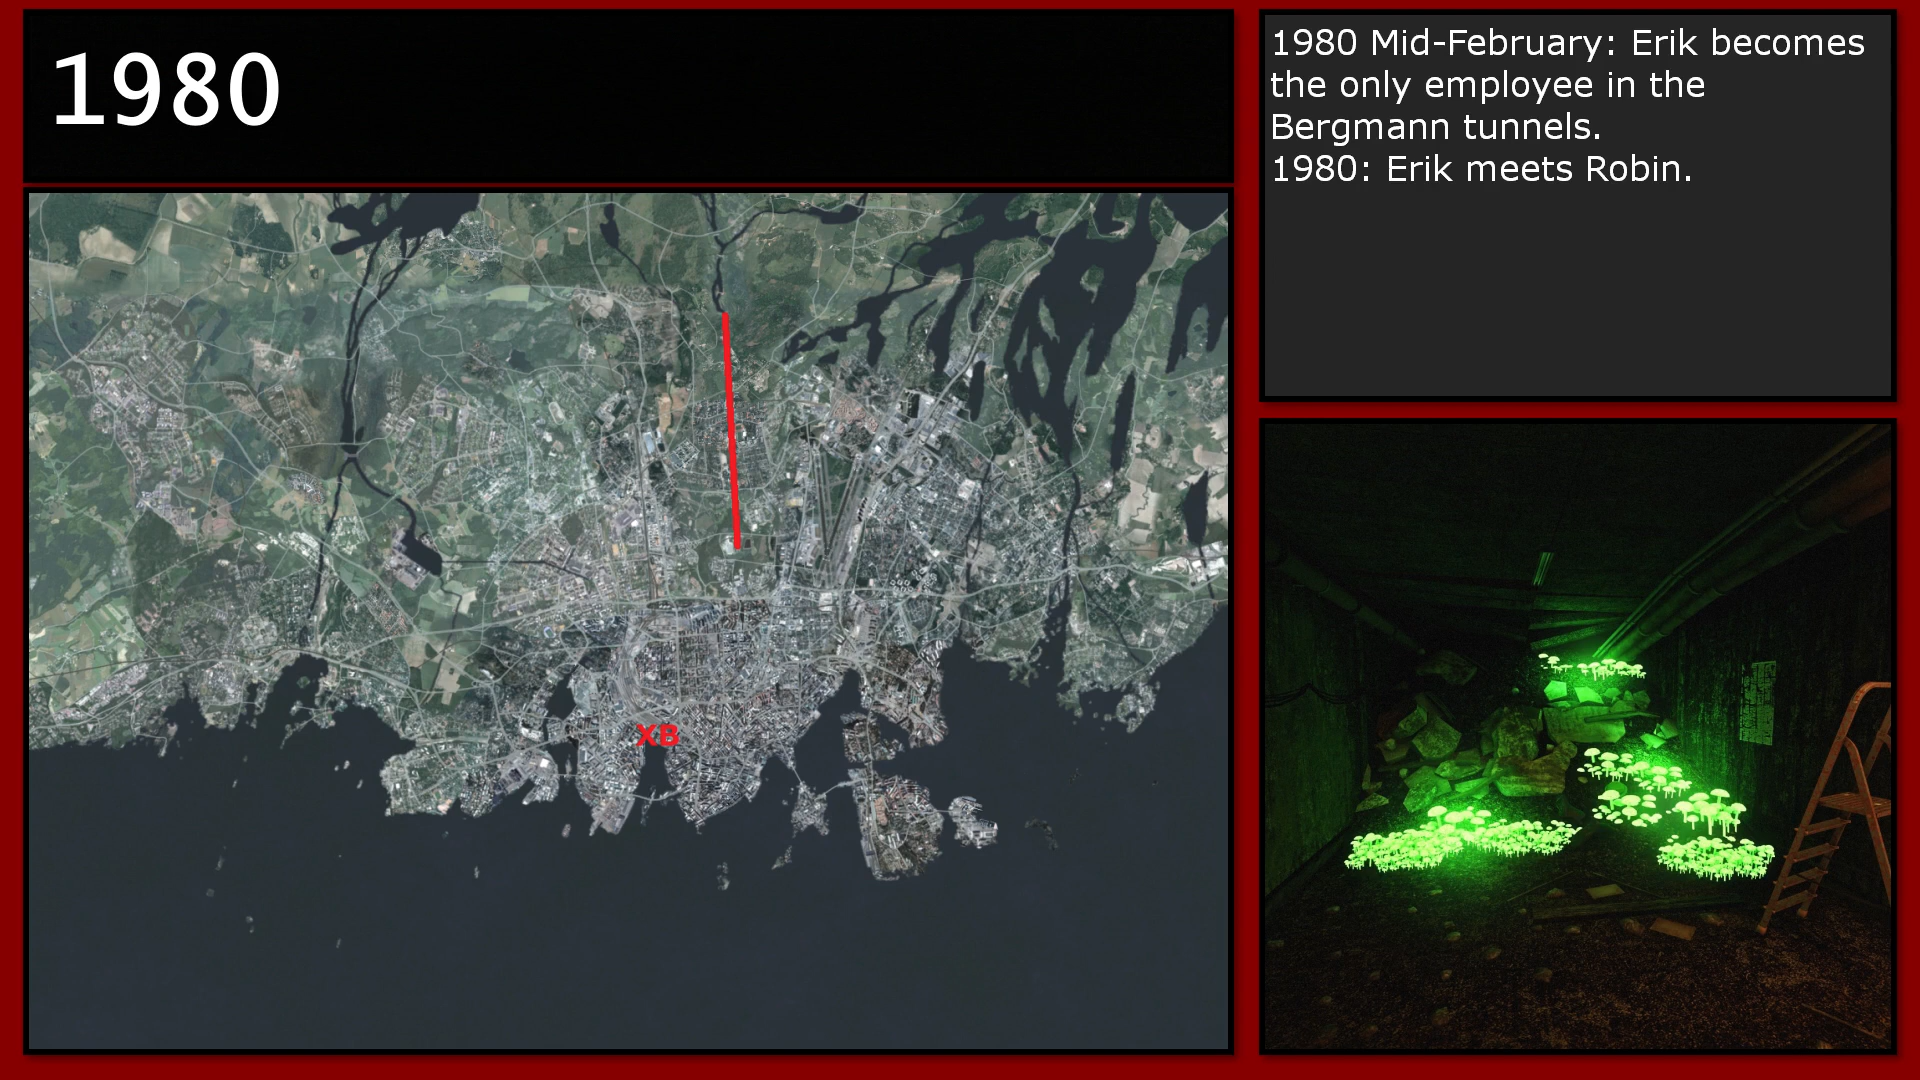 1980
1980 Mid-February: Erik becomes
the only employee in the
Bergmann tunnels.
1980: Erik meets Robin.
XB